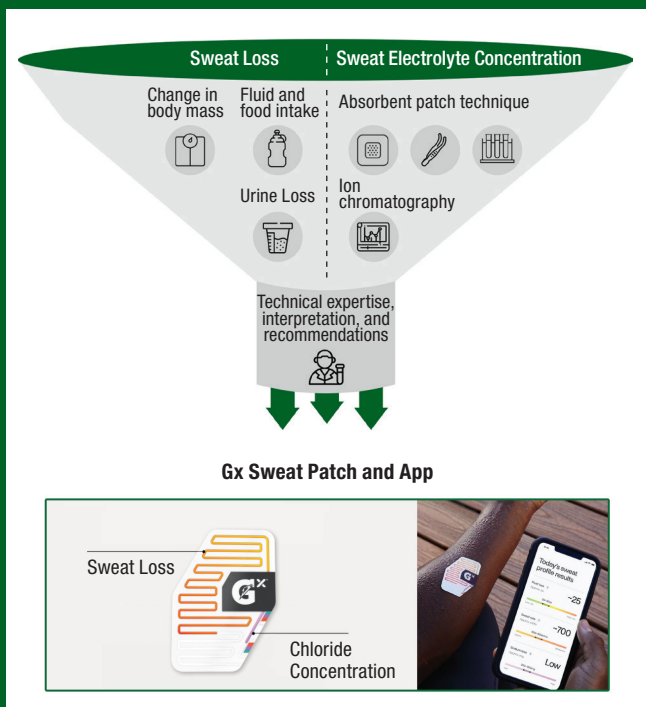 Sweat Loss
Sweat Electrolyte Concentration
Change in
body mass
Fluid and
food intake
Absorbent patch technique
Urine Loss
Ion
chromatography
Technical expertise,
interpretation, and
recommendations
Gx Sweat Patch and App
Sweat Loss
Gx
Chloride
Concentration
Gx
Today's sweat
profile results
~25
~700
Low